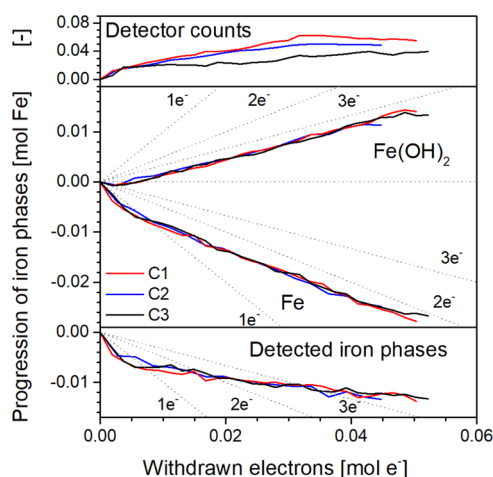 [-]
0.08
0.04
0.00
Detector counts
1e⁻
2e⁻
3e⁻
Progression of iron phases [mol Fe]
0.01
0.00
-0.01
-0.02
Fe(OH)₂
3e⁻
2e⁻
1e⁻
C1
C2
C3
Fe
0.00
-0.01
Detected iron phases
1e⁻
2e⁻
3e⁻
0.00
0.02
0.04
0.06
Withdrawn electrons [mol e⁻]